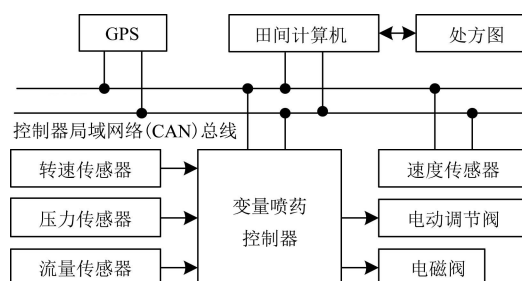 GPS
田间计算机
处方图
控制器局域网络(CAN)总线
转速传感器
压力传感器
流量传感器
变量喷药
控制器
速度传感器
电动调节阀
电磁阀